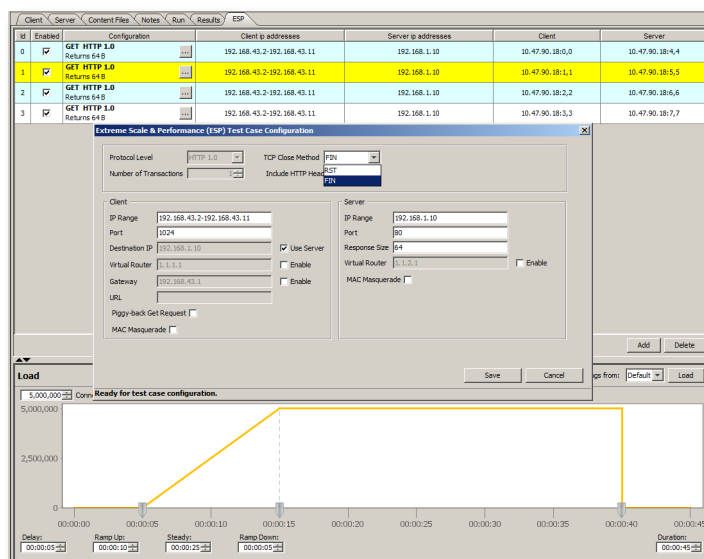 Client Server Content Files Notes Run Results ESP
Id Enabled Configuration Client ip addresses Server ip addresses Client Server
0 GET HTTP 1.0 Returns 64 B ... 192.168.43.2-192.168.43.11 192.168.1.10 10.47.90.18:0,0 10.47.90.18:4,4
1 GET HTTP 1.0 Returns 64 B ... 192.168.43.2-192.168.43.11 192.168.1.10 10.47.90.18:1,1 10.47.90.18:5,5
2 GET HTTP 1.0 Returns 64 B ... 192.168.43.2-192.168.43.11 192.168.1.10 10.47.90.18:2,2 10.47.90.18:6,6
3 GET HTTP 1.0 Returns 64 B ... 192.168.43.2-192.168.43.11 192.168.1.10 10.47.90.18:3,3 10.47.90.18:7,7
Extreme Scale & Performance (ESP) Test Case Configuration
Protocol Level HTTP 1.0 TCP Close Method FIN
Number of Transactions 1 Include HTTP Head RST
FIN
Client Server
IP Range 192.168.43.2-192.168.43.11 IP Range 192.168.1.10
Port 1024 Port 80
Destination IP 192.168.1.10 Use Server Response Size 64
Virtual Router 1.1.1.1 Enable Virtual Router 1.1.2.1 Enable
Gateway 192.168.43.1 Enable MAC Masquerade
URL
Piggy-back Get Request
MAC Masquerade
Add Delete
Save Cancel
Load gs from: Default Load
Ready for test case configuration.
5,000,000 Conn
5,000,000
2,500,000
0
00:00:00 00:00:05 00:00:10 00:00:15 00:00:20 00:00:25 00:00:30 00:00:35 00:00:40 00:00:45
Delay: Ramp Up: Steady: Ramp Down: Duration:
00:00:05 00:00:10 00:00:25 00:00:05 00:00:45